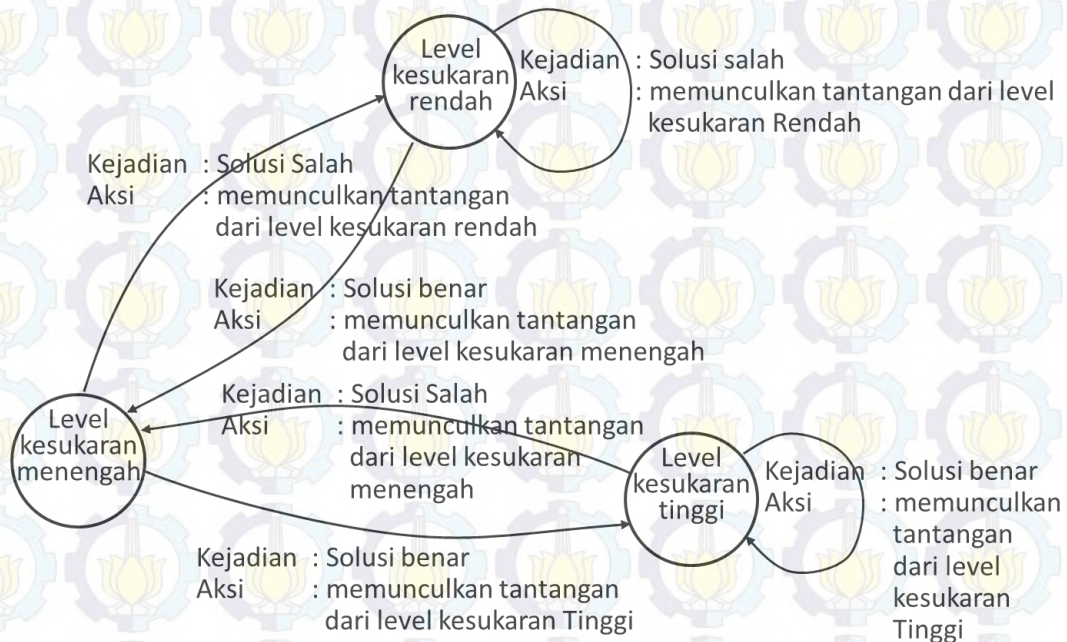 Level
kesukaran
rendah
Kejadian : Solusi salah
Aksi : memunculkan tantangan dari level
kesukaran Rendah
Kejadian : Solusi Salah
Aksi : memunculkan tantangan
dari level kesukaran rendah
Kejadian : Solusi benar
Aksi : memunculkan tantangan
dari level kesukaran menengah
Kejadian : Solusi Salah
Aksi : memunculkan tantangan
dari level kesukaran
menengah
Level
kesukaran
menengah
Level
kesukaran
tinggi
Kejadian : Solusi benar
Aksi : memunculkan
tantangan
dari level
kesukaran
Tinggi
Kejadian : Solusi benar
Aksi : memunculkan tantangan
dari level kesukaran Tinggi